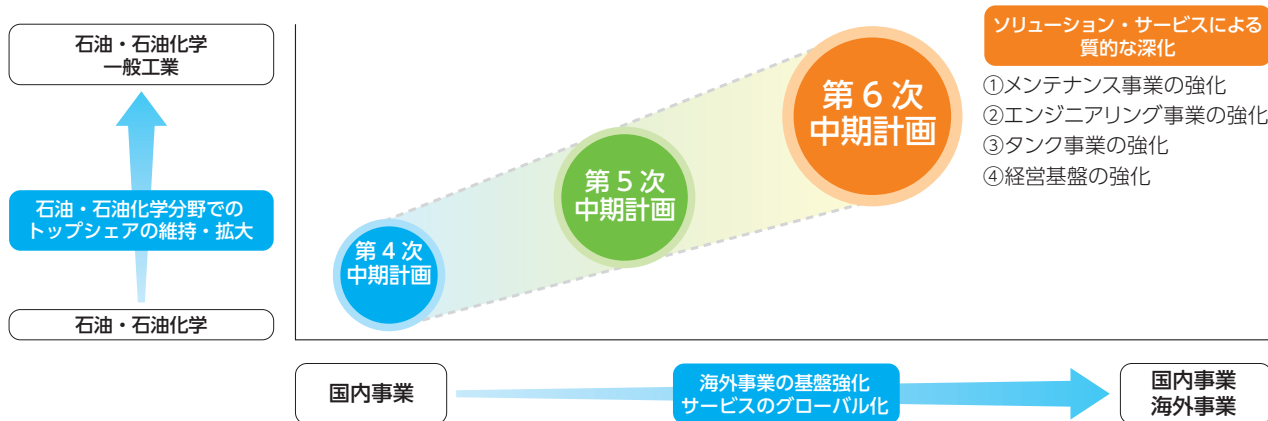 石油・石油化学
一般工業
石油・石油化学分野での
トップシェアの維持・拡大
石油・石油化学
第4次
中期計画
第5次
中期計画
第6次
中期計画
ソリューション・サービスによる
質的な深化
①メンテナンス事業の強化
②エンジニアリング事業の強化
③タンク事業の強化
④経営基盤の強化
国内事業
海外事業の基盤強化
サービスのグローバル化
国内事業
海外事業